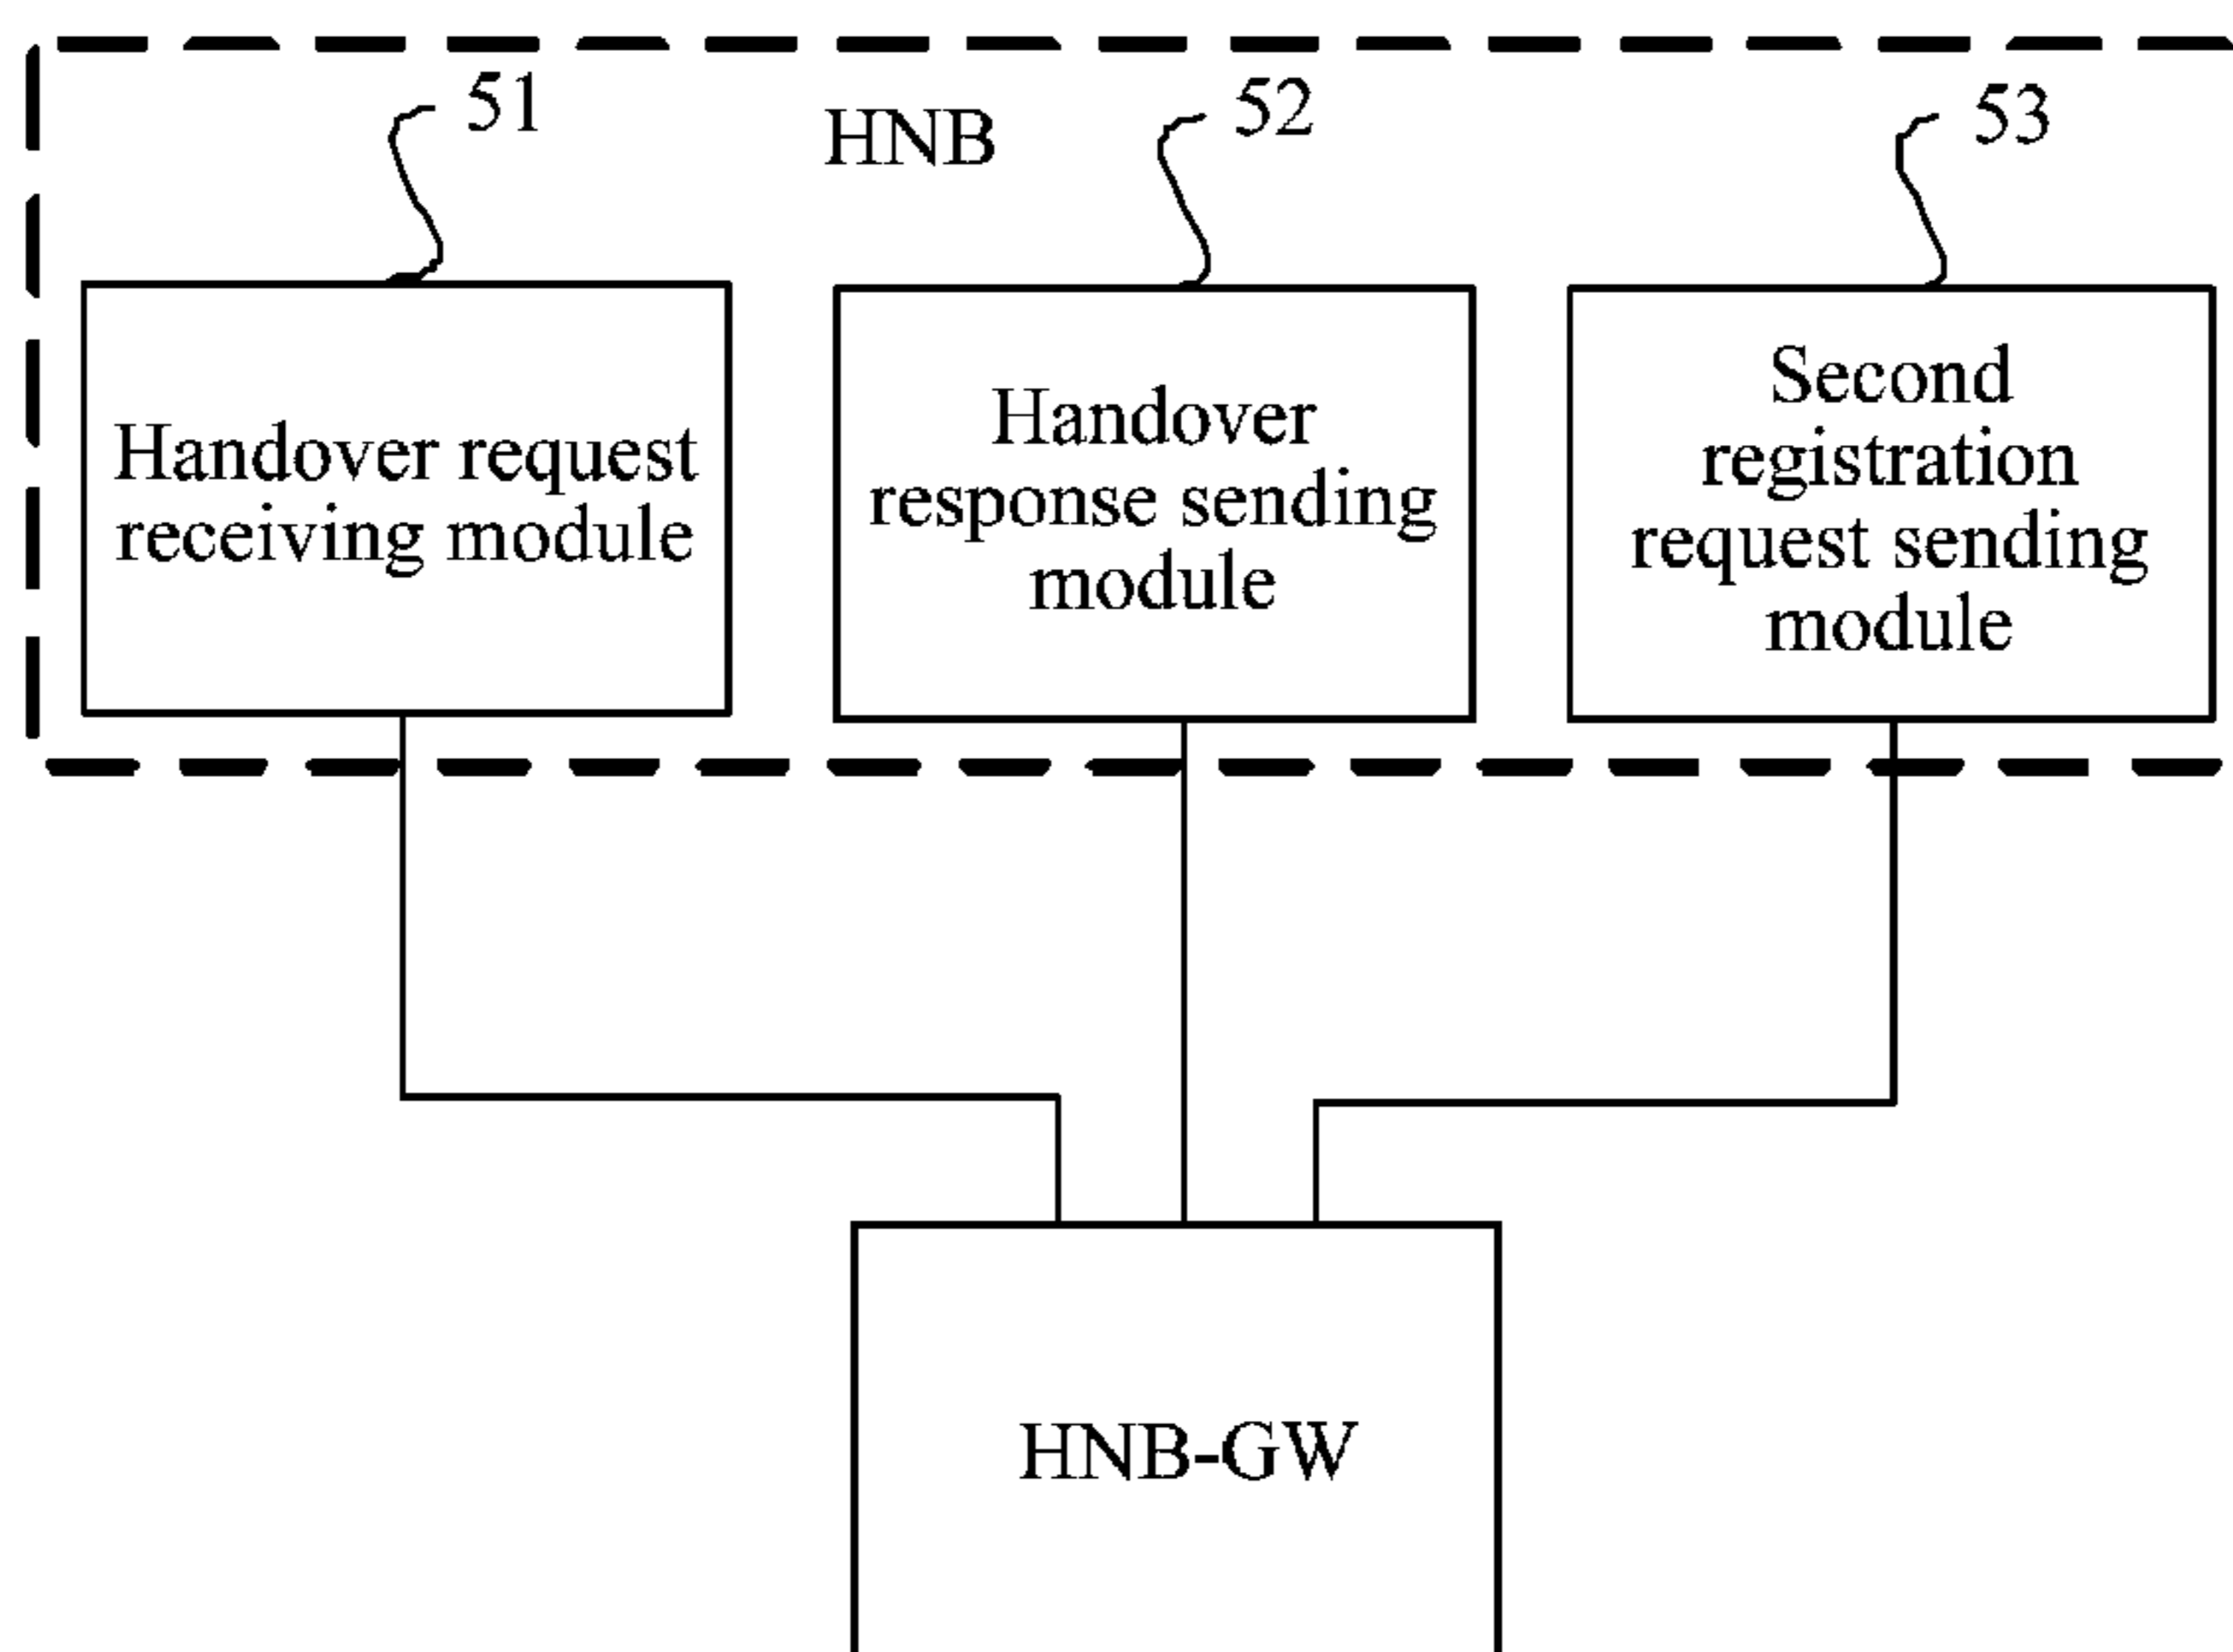 51
HNB
52
53
Handover request
receiving module
Handover
response sending
module
Second
registration
request sending
module
HNB-GW